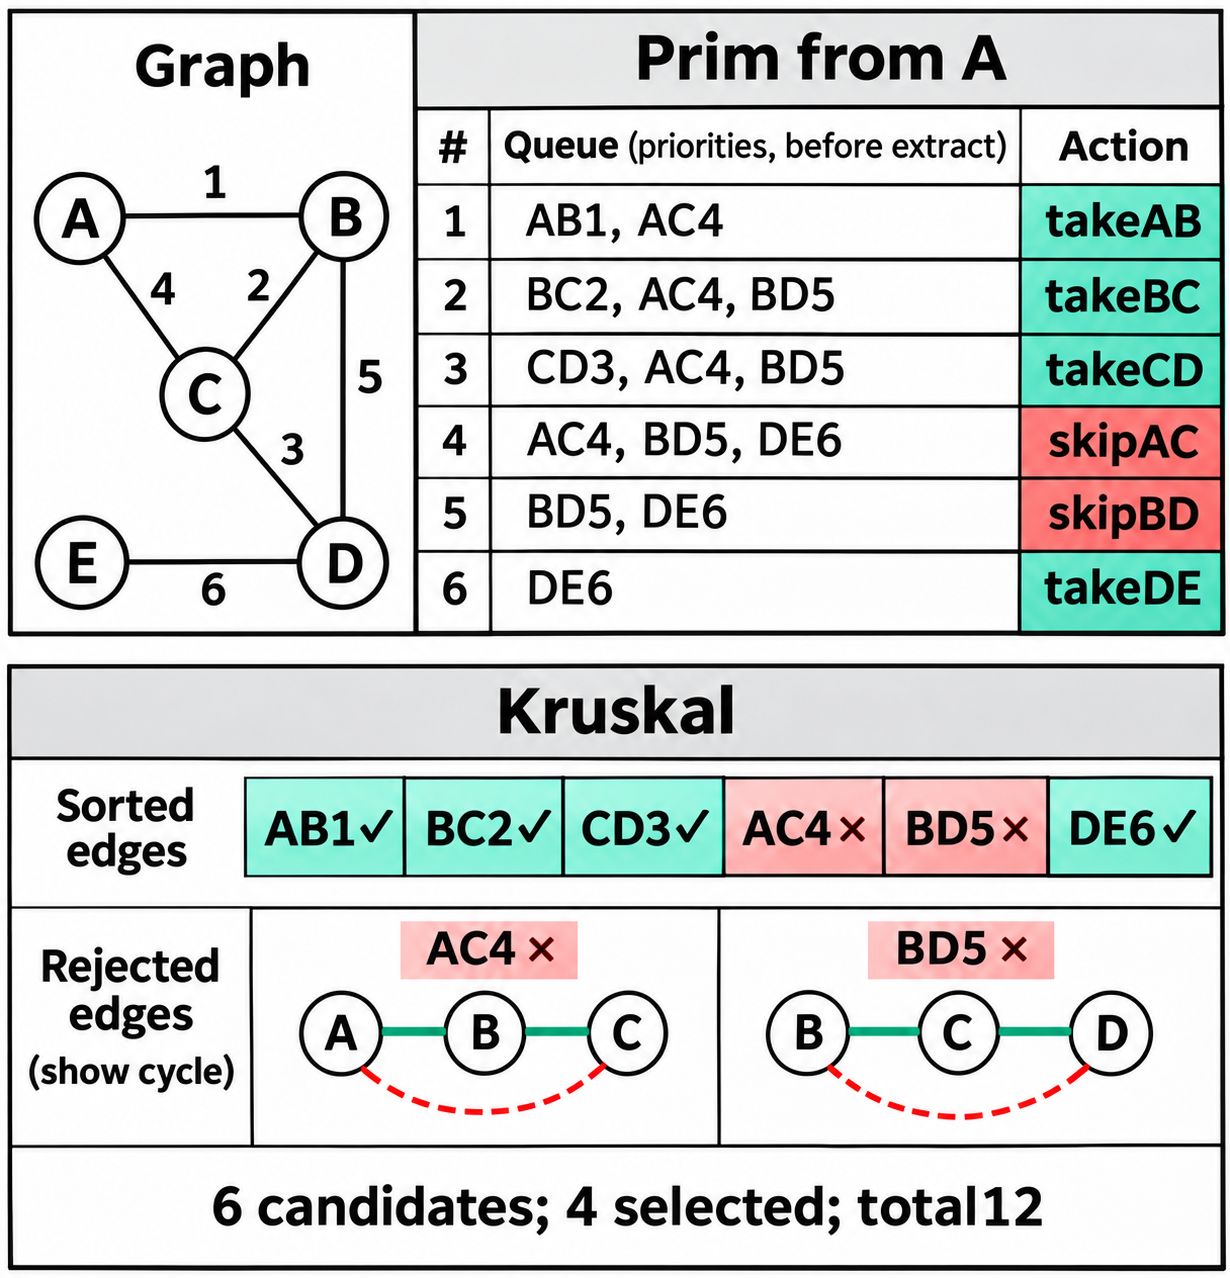 Graph
1
A
B
4
2
C
5
3
E
D
6
Prim from A
# Queue (priorities, before extract) Action
1 AB1, AC4 takeAB
2 BC2, AC4, BD5 takeBC
3 CD3, AC4, BD5 takeCD
4 AC4, BD5, DE6 skipAC
5 BD5, DE6 skipBD
6 DE6 takeDE
Kruskal
Sorted
edges
AB1✓ BC2✓ CD3✓ AC4× BD5× DE6✓
Rejected
edges
(show cycle)
AC4 ×
A B C
BD5 ×
B C D
6 candidates; 4 selected; total12